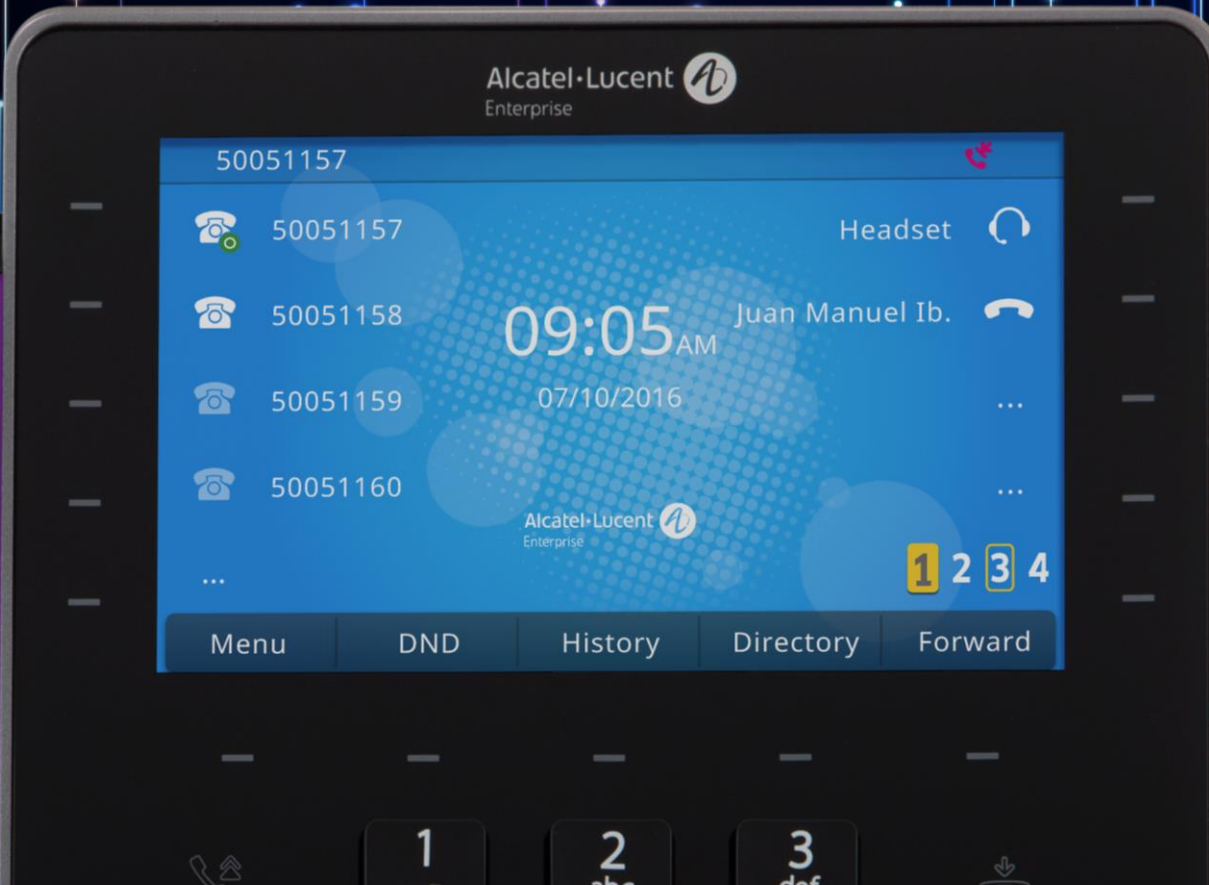 Alcatel·Lucent
Enterprise
50051157
50051157
Headset
50051158
Juan Manuel Ib.
09:05AM
50051159
07/10/2016
...
50051160
...
Alcatel·Lucent
Enterprise
...
1 2 3 4
Menu DND History Directory Forward
1 2 3
abc def